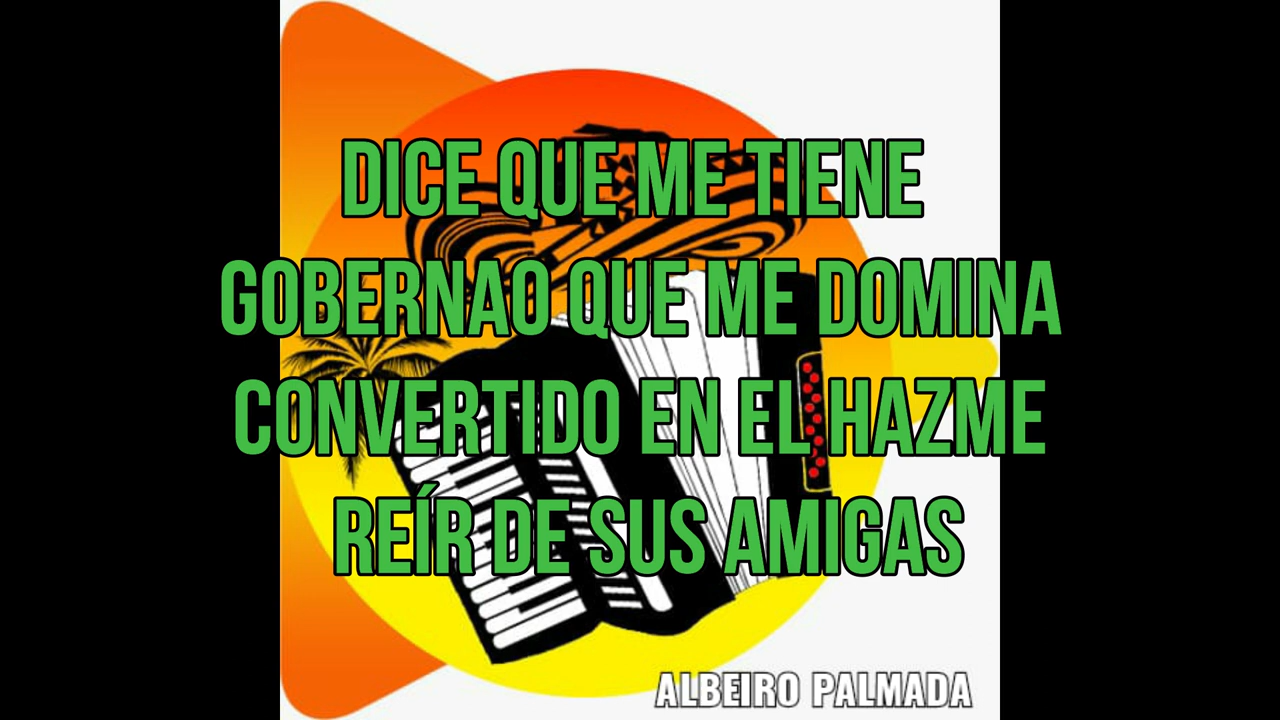 DICE QUE ME TIENE
GOBERNAO QUE ME DOMINA
CONVERTIDO EN EL HAZME
REÍR DE SUS AMIGAS
ALBEIRO PALMADA